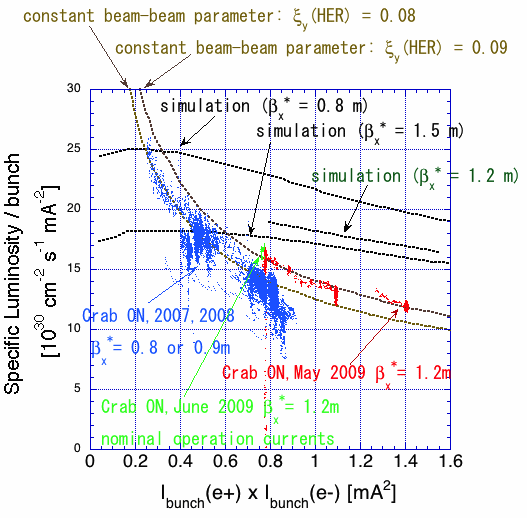 constant beam-beam parameter: ξy(HER) = 0.08
constant beam-beam parameter: ξy(HER) = 0.09
30
25
20
15
10
5
0
simulation (βx* = 0.8 m)
simulation (βx* = 1.5 m)
simulation (βx* = 1.2 m)
Crab ON,2007,2008
βx*= 0.8 or 0.9m
Crab ON,May 2009 βx*= 1.2m
Crab ON,June 2009 βx*= 1.2m
nominal operation currents
Specific Luminosity / bunch
[10^30 cm^-2 s^-1 mA^-2]
0 0.2 0.4 0.6 0.8 1 1.2 1.4 1.6
Ibunch(e+) x Ibunch(e-) [mA^2]